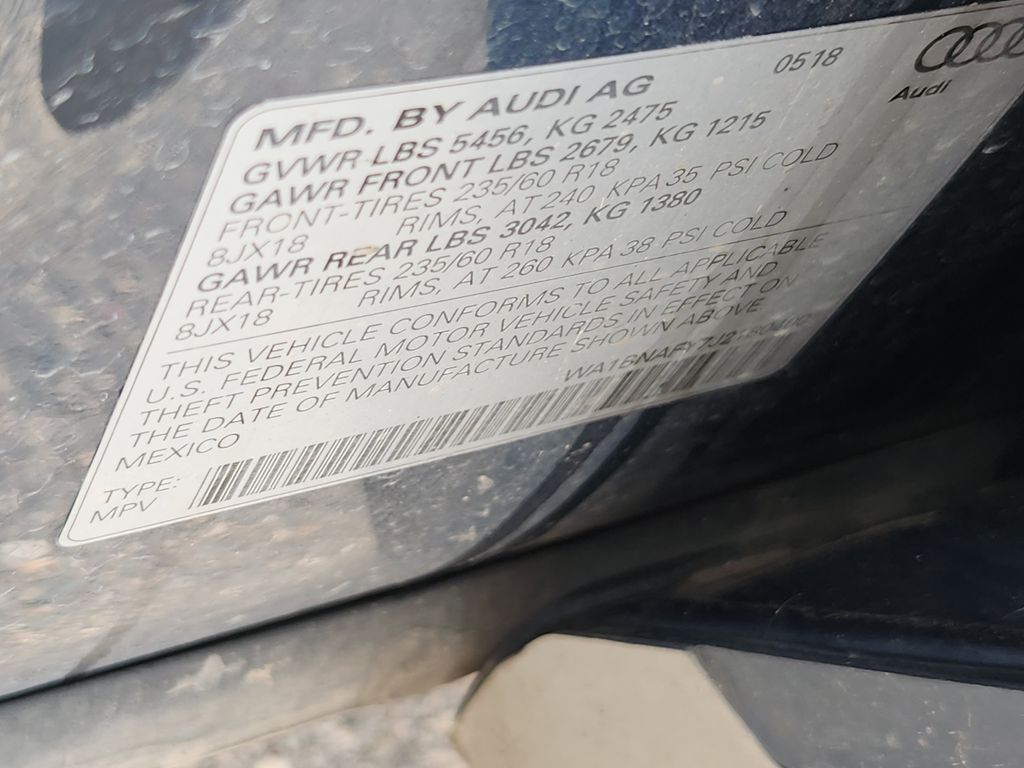 0518
Audi
MFD. BY AUDI AG
GVWR LBS 5456, KG 2475
GAWR FRONT LBS 2679, KG 1215
FRONT-TIRES 235/60 R18
8JX18 RIMS, AT 240 KPA 35 PSI COLD
GAWR REAR LBS 3042, KG 1380
REAR-TIRES 235/60 R18
8JX18 RIMS, AT 260 KPA 38 PSI COLD
THIS VEHICLE CONFORMS TO ALL APPLICABLE
U.S. FEDERAL MOTOR VEHICLE SAFETY AND
THEFT PREVENTION STANDARDS IN EFFECT ON
THE DATE OF MANUFACTURE SHOWN ABOVE
MEXICO
TYPE:
MPV